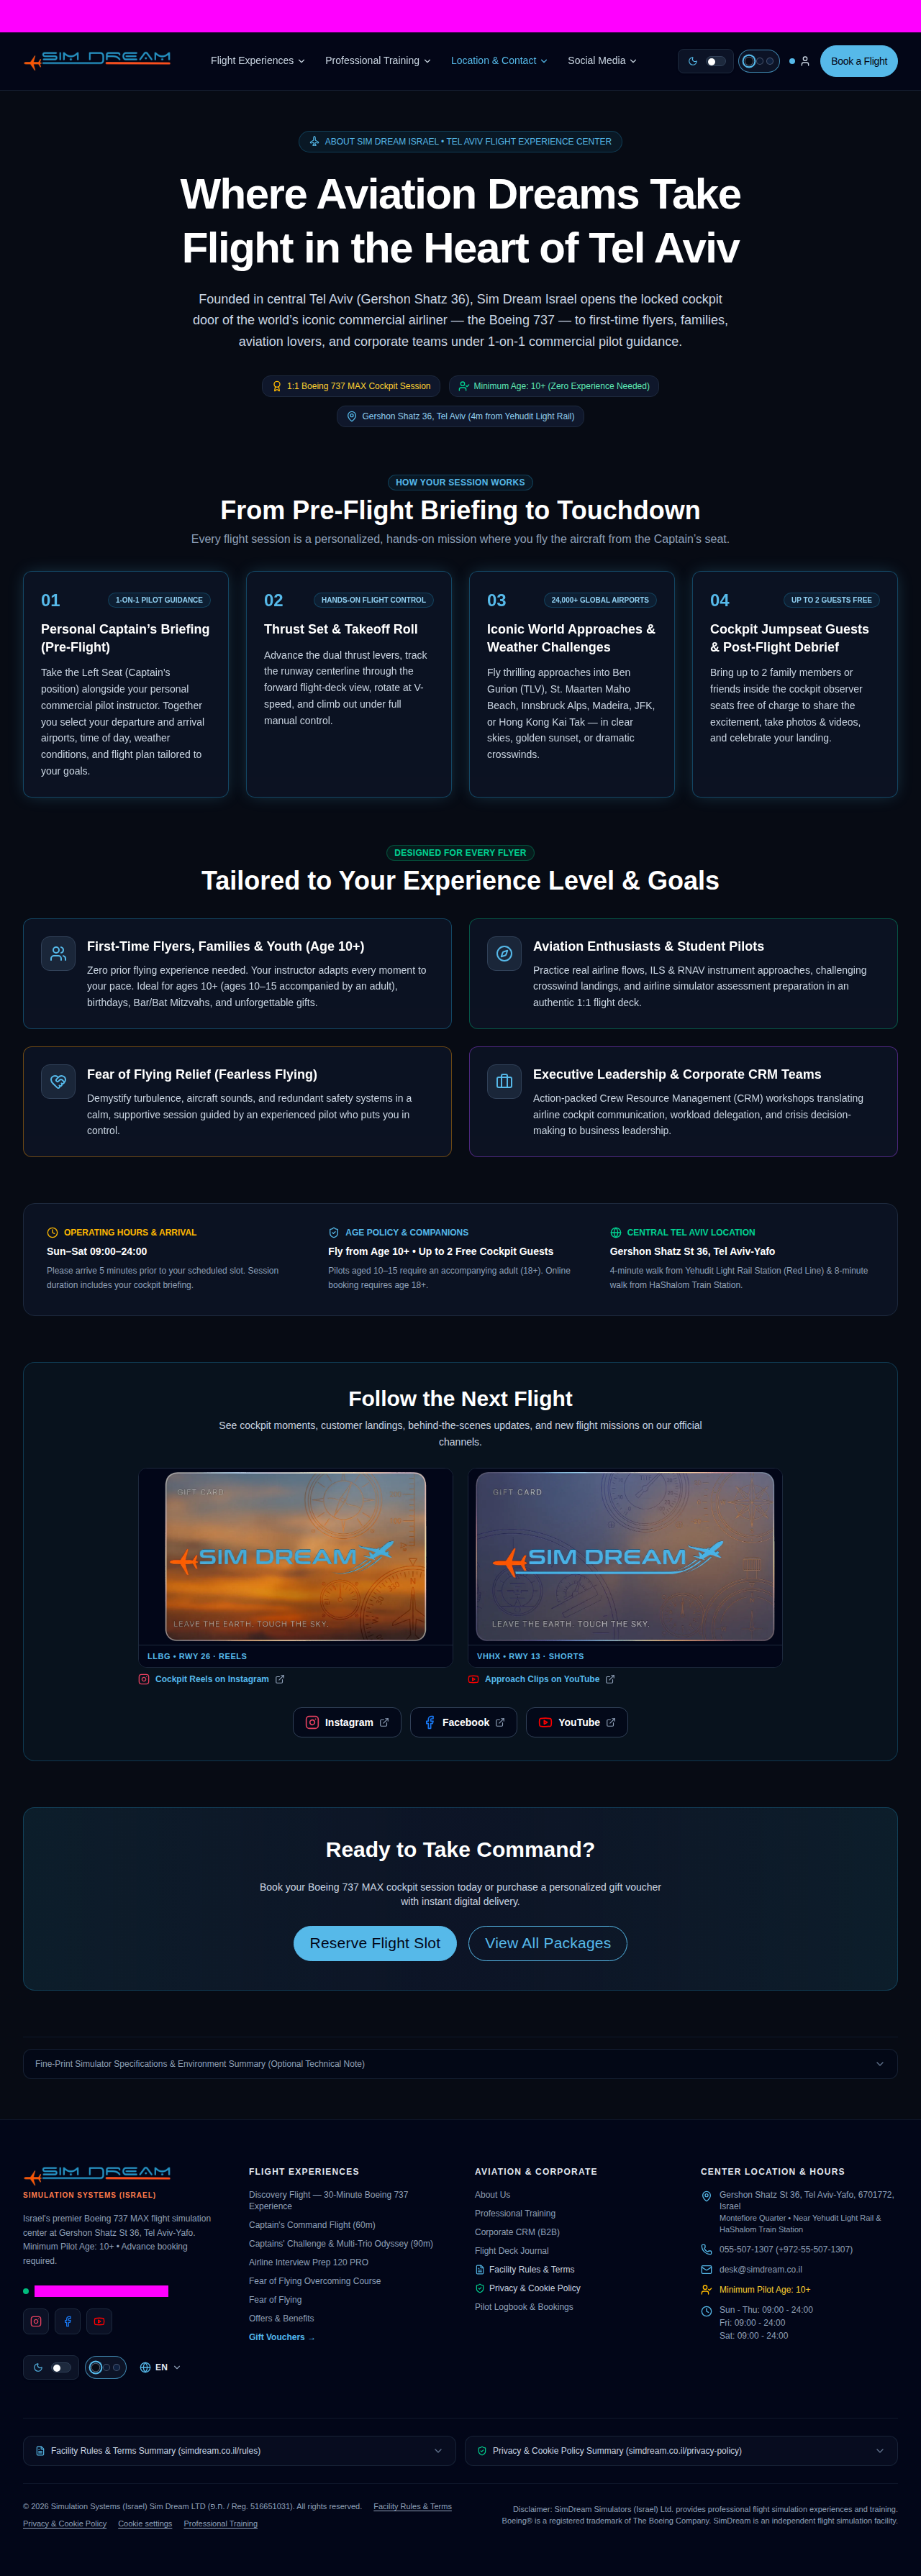 SIM DREAM
Flight Experiences
Professional Training
Location & Contact
Social Media
Book a Flight
ABOUT SIM DREAM ISRAEL • TEL AVIV FLIGHT EXPERIENCE CENTER
Where Aviation Dreams Take
Flight in the Heart of Tel Aviv
Founded in central Tel Aviv (Gershon Shatz 36), Sim Dream Israel opens the locked cockpit
door of the world's iconic commercial airliner — the Boeing 737 — to first-time flyers, families,
aviation lovers, and corporate teams under 1-on-1 commercial pilot guidance.
1:1 Boeing 737 MAX Cockpit Session
Minimum Age: 10+ (Zero Experience Needed)
Gershon Shatz 36, Tel Aviv (4m from Yehudit Light Rail)
HOW YOUR SESSION WORKS
From Pre-Flight Briefing to Touchdown
Every flight session is a personalized, hands-on mission where you fly the aircraft from the Captain's seat.
01
1-ON-1 PILOT GUIDANCE
Personal Captain's Briefing
(Pre-Flight)
Take the Left Seat (Captain's
position) alongside your personal
commercial pilot instructor. Together
you select your departure and arrival
airports, time of day, weather
conditions, and flight plan tailored to
your goals.
02
HANDS-ON FLIGHT CONTROL
Thrust Set & Takeoff Roll
Advance the dual thrust levers, track
the runway centerline through the
forward flight-deck view, rotate at V-
speed, and climb out under full
manual control.
03
24,000+ GLOBAL AIRPORTS
Iconic World Approaches &
Weather Challenges
Fly thrilling approaches into Ben
Gurion (TLV), St. Maarten Maho
Beach, Innsbruck Alps, Madeira, JFK,
or Hong Kong Kai Tak — in clear
skies, golden sunset, or dramatic
crosswinds.
04
UP TO 2 GUESTS FREE
Cockpit Jumpseat Guests
& Post-Flight Debrief
Bring up to 2 family members or
friends inside the cockpit observer
seats free of charge to share the
excitement, take photos & videos,
and celebrate your landing.
DESIGNED FOR EVERY FLYER
Tailored to Your Experience Level & Goals
First-Time Flyers, Families & Youth (Age 10+)
Zero prior flying experience needed. Your instructor adapts every moment to
your pace. Ideal for ages 10+ (ages 10–15 accompanied by an adult),
birthdays, Bar/Bat Mitzvahs, and unforgettable gifts.
Aviation Enthusiasts & Student Pilots
Practice real airline flows, ILS & RNAV instrument approaches, challenging
crosswind landings, and airline simulator assessment preparation in an
authentic 1:1 flight deck.
Fear of Flying Relief (Fearless Flying)
Demystify turbulence, aircraft sounds, and redundant safety systems in a
calm, supportive session guided by an experienced pilot who puts you in
control.
Executive Leadership & Corporate CRM Teams
Action-packed Crew Resource Management (CRM) workshops translating
airline cockpit communication, workload delegation, and crisis decision-
making to business leadership.
OPERATING HOURS & ARRIVAL
Sun–Sat 09:00–24:00
Please arrive 5 minutes prior to your scheduled slot. Session
duration includes your cockpit briefing.
AGE POLICY & COMPANIONS
Fly from Age 10+ • Up to 2 Free Cockpit Guests
Pilots aged 10–15 require an accompanying adult (18+). Online
booking requires age 18+.
CENTRAL TEL AVIV LOCATION
Gershon Shatz St 36, Tel Aviv-Yafo
4-minute walk from Yehudit Light Rail Station (Red Line) & 8-minute
walk from HaShalom Train Station.
Follow the Next Flight
See cockpit moments, customer landings, behind-the-scenes updates, and new flight missions on our official
channels.
GIFT CARD
SIM DREAM
LEAVE THE EARTH. TOUCH THE SKY.
LLBG • RWY 26 · REELS
Cockpit Reels on Instagram
GIFT CARD
SIM DREAM
LEAVE THE EARTH. TOUCH THE SKY.
VHHX • RWY 13 · SHORTS
Approach Clips on YouTube
Instagram
Facebook
YouTube
Ready to Take Command?
Book your Boeing 737 MAX cockpit session today or purchase a personalized gift voucher
with instant digital delivery.
Reserve Flight Slot
View All Packages
Fine-Print Simulator Specifications & Environment Summary (Optional Technical Note)
SIM DREAM
SIMULATION SYSTEMS (ISRAEL)
Israel's premier Boeing 737 MAX flight simulation
center at Gershon Shatz St 36, Tel Aviv-Yafo.
Minimum Pilot Age: 10+ • Advance booking
required.
EN
FLIGHT EXPERIENCES
Discovery Flight — 30-Minute Boeing 737
Experience
Captain's Command Flight (60m)
Captains' Challenge & Multi-Trio Odyssey (90m)
Airline Interview Prep 120 PRO
Fear of Flying Overcoming Course
Fear of Flying
Offers & Benefits
Gift Vouchers →
AVIATION & CORPORATE
About Us
Professional Training
Corporate CRM (B2B)
Flight Deck Journal
Facility Rules & Terms
Privacy & Cookie Policy
Pilot Logbook & Bookings
CENTER LOCATION & HOURS
Gershon Shatz St 36, Tel Aviv-Yafo, 6701772,
Israel
Montefiore Quarter • Near Yehudit Light Rail &
HaShalom Train Station
055-507-1307 (+972-55-507-1307)
desk@simdream.co.il
Minimum Pilot Age: 10+
Sun - Thu: 09:00 - 24:00
Fri: 09:00 - 24:00
Sat: 09:00 - 24:00
Facility Rules & Terms Summary (simdream.co.il/rules)
Privacy & Cookie Policy Summary (simdream.co.il/privacy-policy)
© 2026 Simulation Systems (Israel) Sim Dream LTD (ח.פ. / Reg. 516651031). All rights reserved.
Facility Rules & Terms
Privacy & Cookie Policy
Cookie settings
Professional Training
Disclaimer: SimDream Simulators (Israel) Ltd. provides professional flight simulation experiences and training.
Boeing® is a registered trademark of The Boeing Company. SimDream is an independent flight simulation facility.